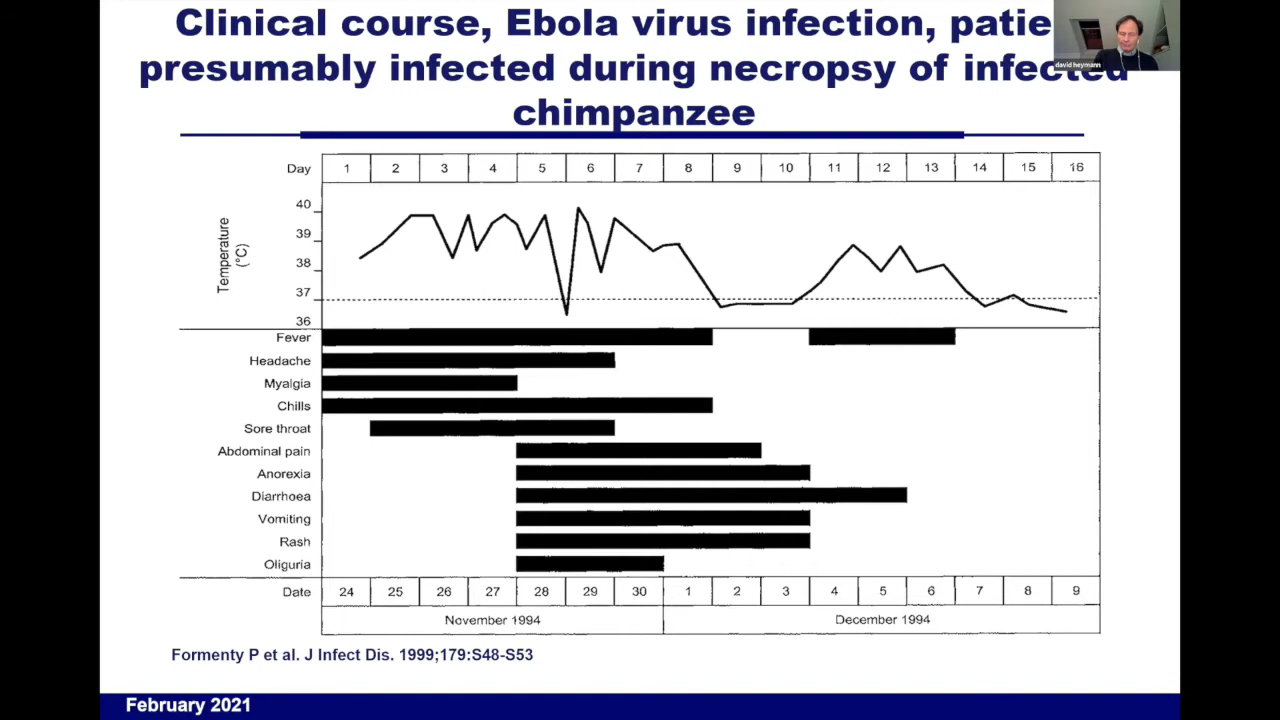 Clinical course, Ebola virus infection, patie
david heymann
presumably infected during necropsy of infected
chimpanzee
Day 1 2 3 4 5 6 7 8 9 10 11 12 13 14 15 16
Temperature
(°C)
40
39
38
37
36
Fever
Headache
Myalgia
Chills
Sore throat
Abdominal pain
Anorexia
Diarrhoea
Vomiting
Rash
Oliguria
Date 24 25 26 27 28 29 30 1 2 3 4 5 6 7 8 9
November 1994 December 1994
Formenty P et al. J Infect Dis. 1999;179:S48-S53
February 2021